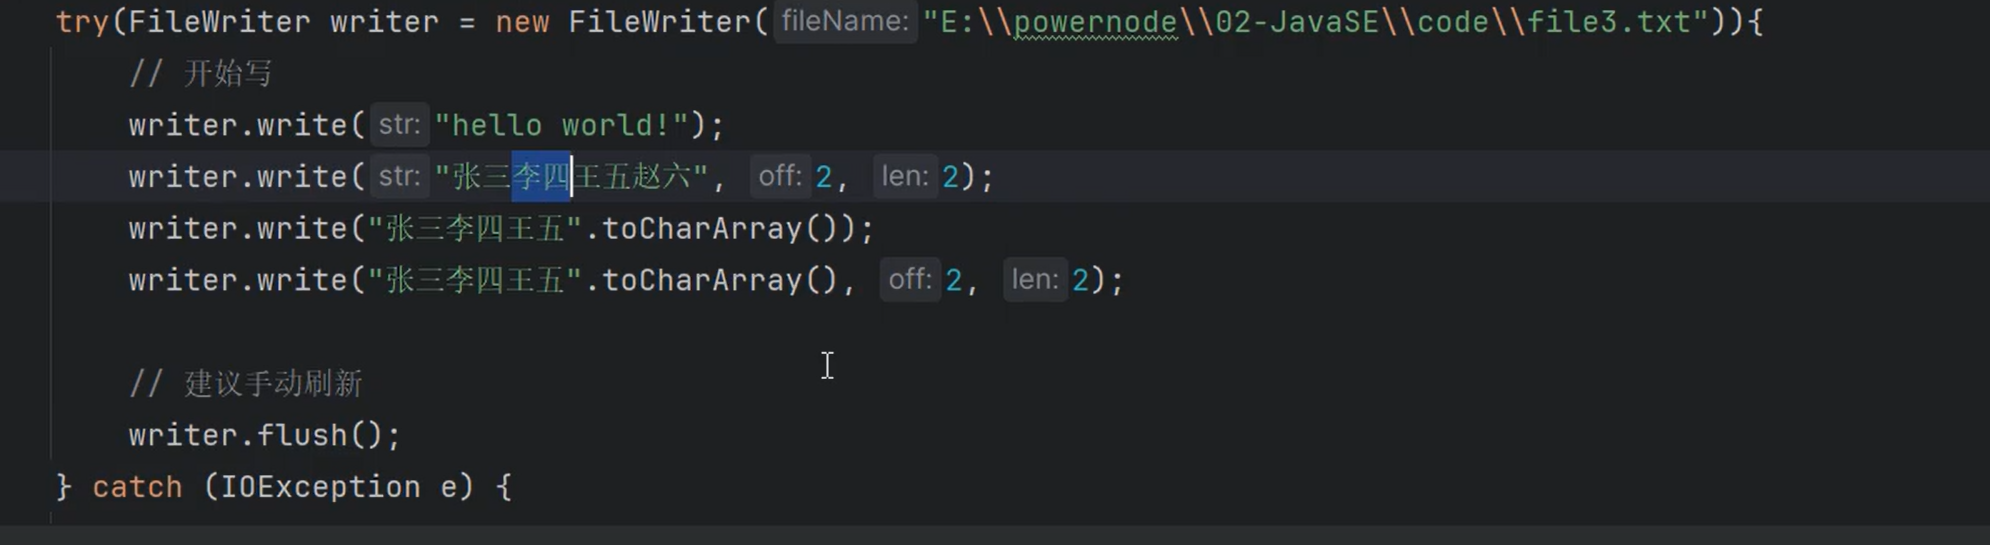 try(FileWriter writer = new FileWriter( fileName: "E:\\powernode\\02-JavaSE\\code\\file3.txt")){
// 开始写
writer.write( str: "hello world!");
writer.write( str: "张三李四王五赵六", off: 2, len: 2);
writer.write("张三李四王五".toCharArray());
writer.write("张三李四王五".toCharArray(), off: 2, len: 2);
// 建议手动刷新
writer.flush();
} catch (IOException e) {